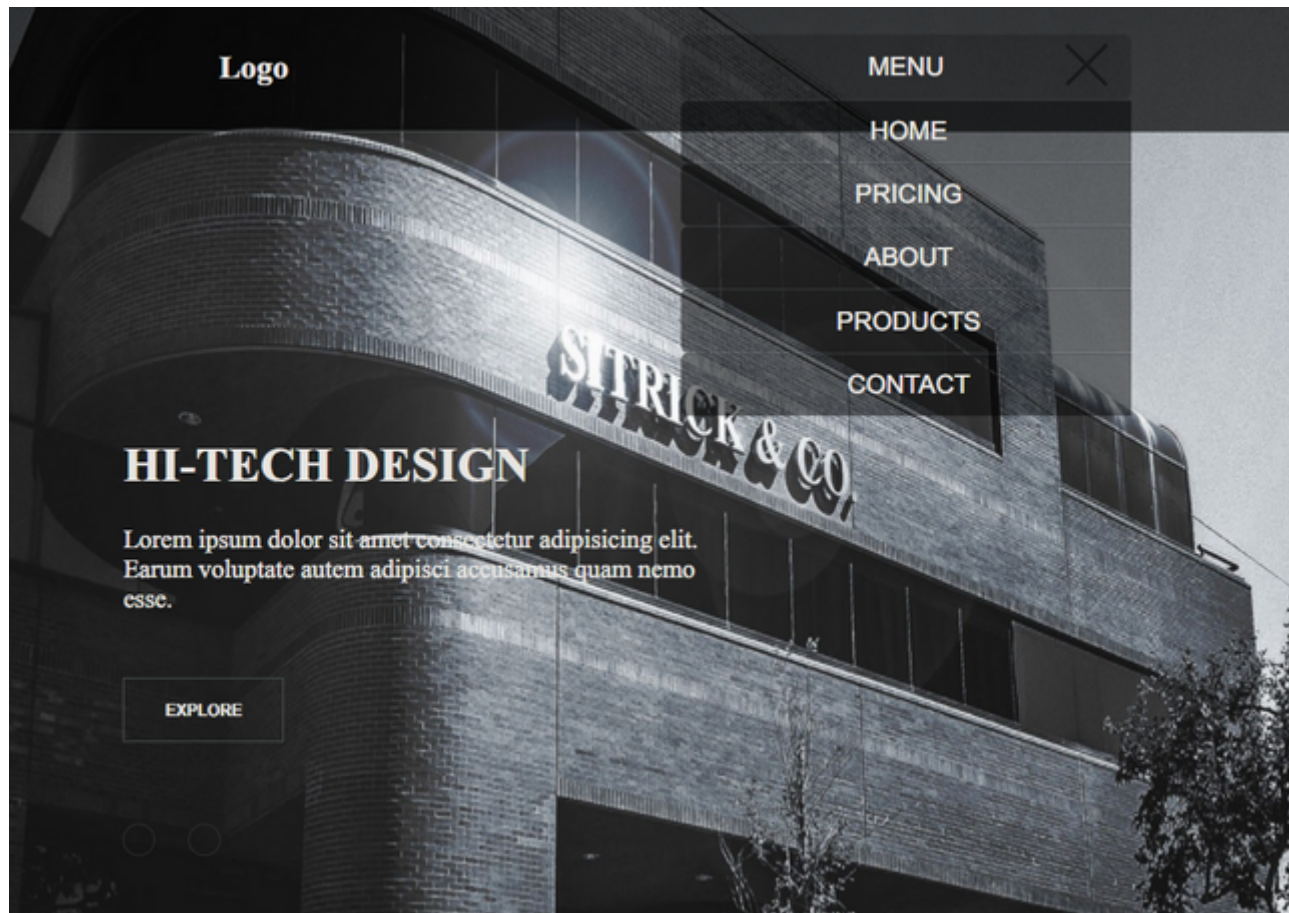 Logo
MENU
HOME
PRICING
ABOUT
PRODUCTS
CONTACT
SITRICK & CO.
HI-TECH DESIGN
Lorem ipsum dolor sit amet consectetur adipisicing elit.
Earum voluptate autem adipisci accusamus quam nemo
esse.
EXPLORE